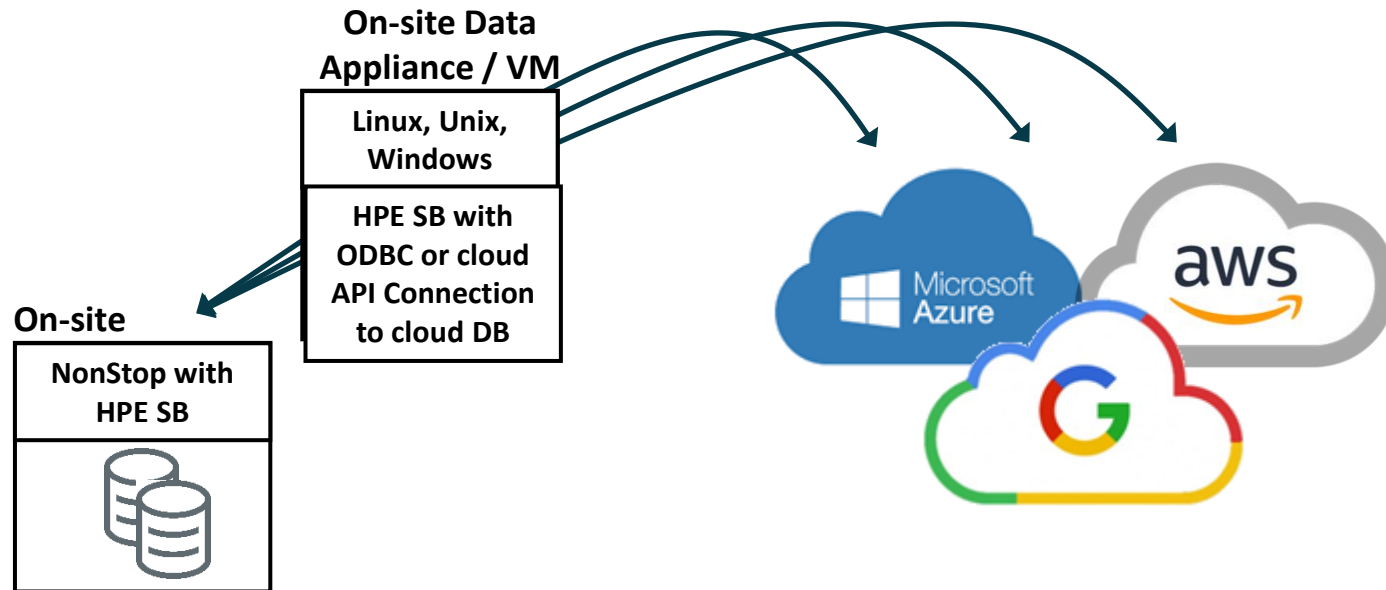 On-site Data
Appliance / VM
Linux, Unix,
Windows
HPE SB with
ODBC or cloud
API Connection
to cloud DB
On-site
NonStop with
HPE SB
Microsoft
Azure
aws
G